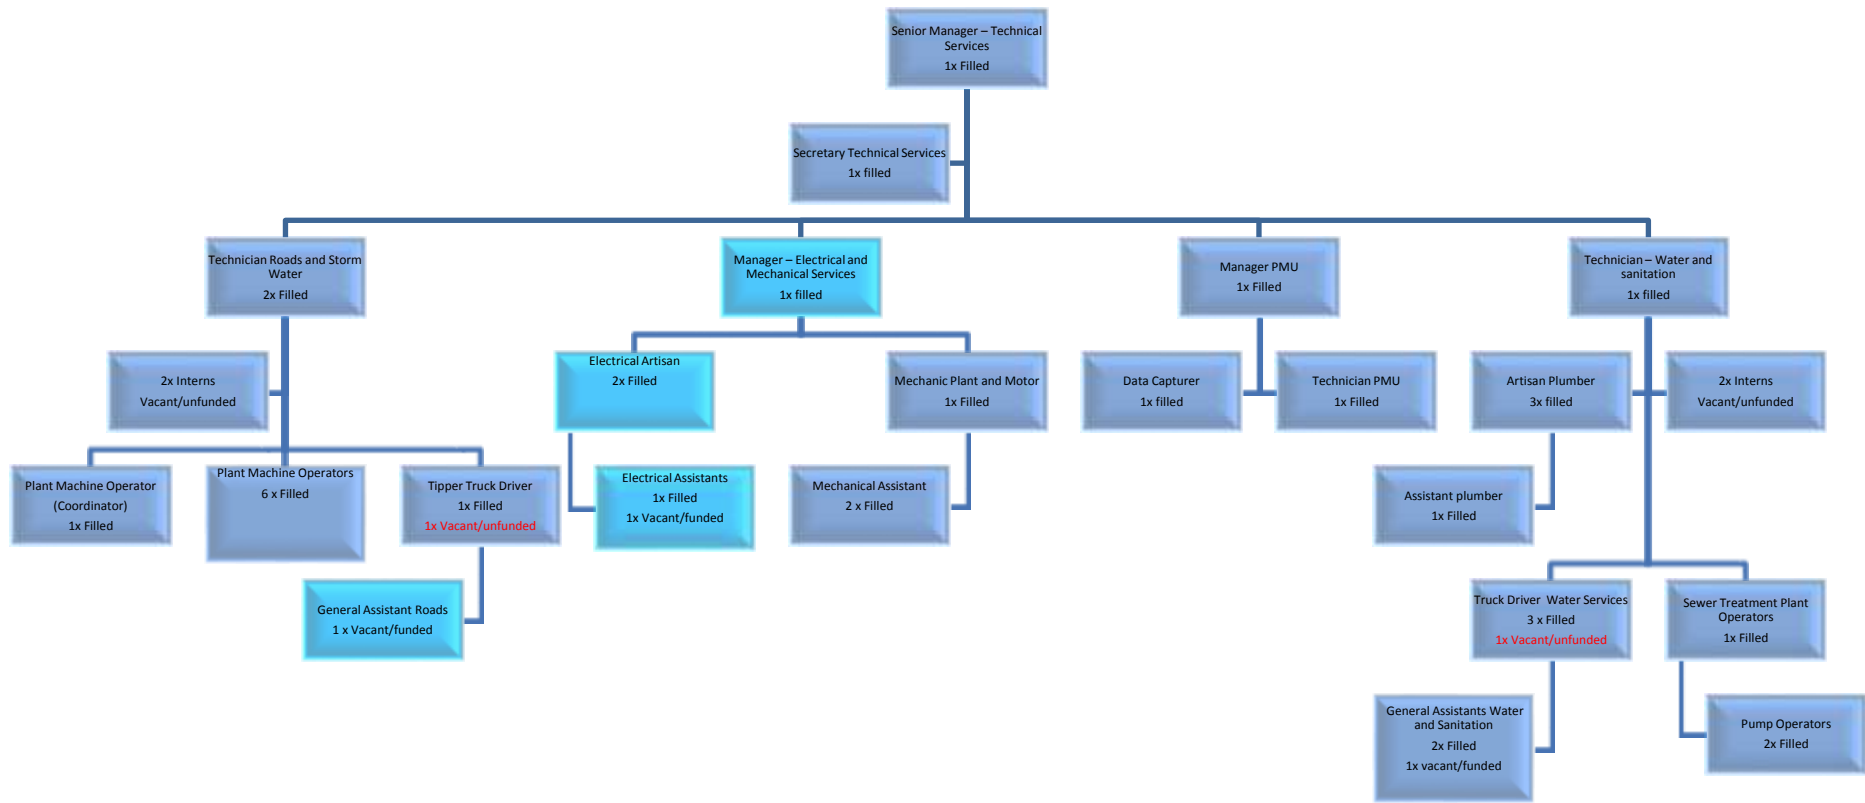 Senior Manager – Technical
Services
1x Filled
Secretary Technical Services
1x filled
Technician Roads and Storm
Water
2x Filled
Manager – Electrical and
Mechanical Services
1x filled
Manager PMU
1x Filled
Technician – Water and
sanitation
1x filled
2x Interns
Vacant/unfunded
Electrical Artisan
2x Filled
Mechanic Plant and Motor
1x Filled
Data Capturer
1x filled
Technician PMU
1x Filled
Artisan Plumber
3x filled
2x Interns
Vacant/unfunded
Plant Machine Operator
(Coordinator)
1x Filled
Plant Machine Operators
6 x Filled
Tipper Truck Driver
1x Filled
1x Vacant/unfunded
Electrical Assistants
1x Filled
1x Vacant/funded
Mechanical Assistant
2 x Filled
Assistant plumber
1x Filled
General Assistant Roads
1 x Vacant/funded
Truck Driver Water Services
3 x Filled
1x Vacant/unfunded
Sewer Treatment Plant
Operators
1x Filled
General Assistants Water
and Sanitation
2x Filled
1x vacant/funded
Pump Operators
2x Filled